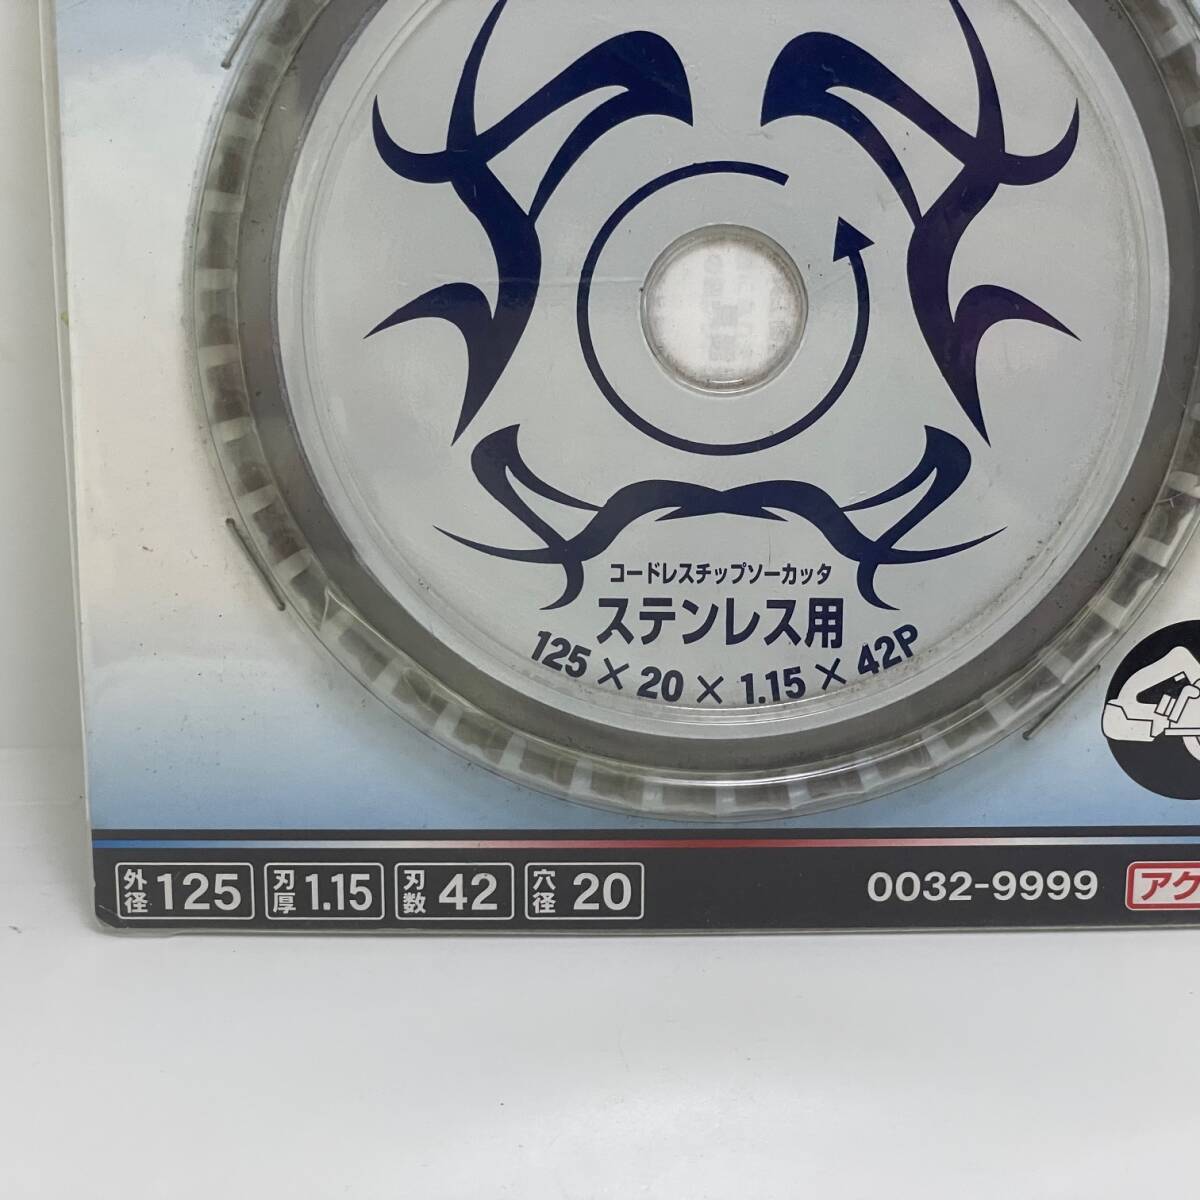 コードレスチップソーカッタ
ステンレス用
125 × 20 × 1.15 × 42P
外径 125 刃厚 1.15 刃数 42 穴径 20 0032-9999 アク